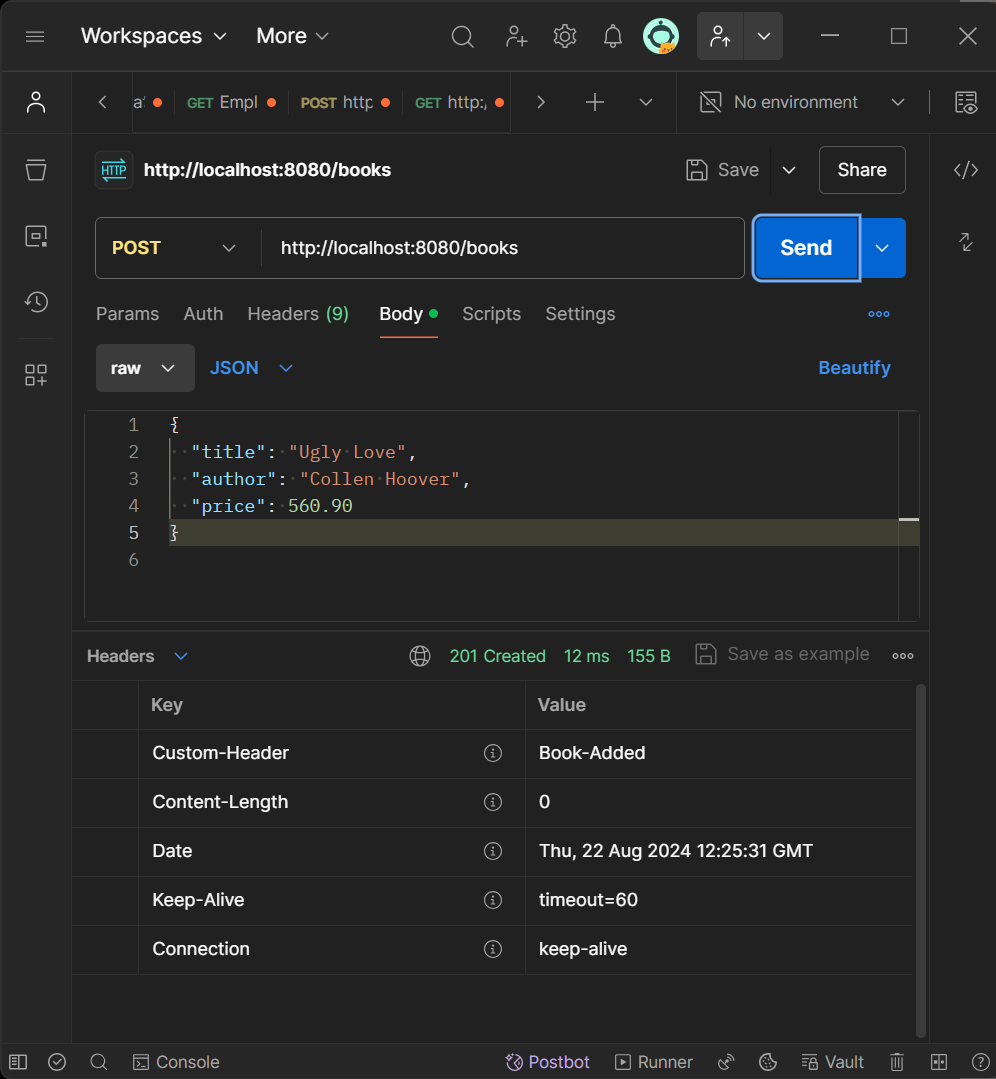 Workspaces More
GET Empl POST http GET http:/ No environment
HTTP http://localhost:8080/books Save Share
POST http://localhost:8080/books Send
Params Auth Headers (9) Body Scripts Settings
raw JSON Beautify
1 {
2 "title": "Ugly Love",
3 "author": "Collen Hoover",
4 "price": 560.90
5 }
6
Headers 201 Created 12 ms 155 B Save as example
Key Value
Custom-Header Book-Added
Content-Length 0
Date Thu, 22 Aug 2024 12:25:31 GMT
Keep-Alive timeout=60
Connection keep-alive
Console Postbot Runner Vault